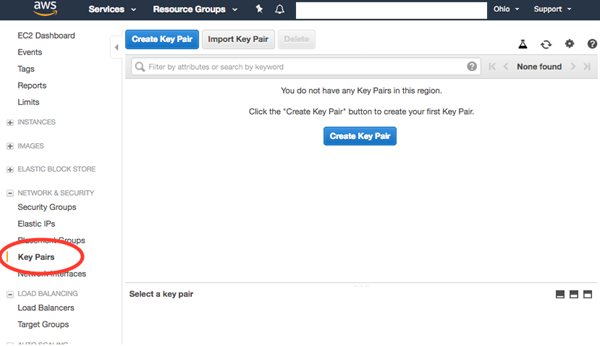 aws
Services
Resource Groups
Ohio
Support
EC2 Dashboard
Events
Tags
Reports
Limits
INSTANCES
IMAGES
ELASTIC BLOCK STORE
NETWORK & SECURITY
Security Groups
Elastic IPs
Placement Groups
Key Pairs
Network Interfaces
LOAD BALANCING
Load Balancers
Target Groups
AUTO SCALING
Create Key Pair
Import Key Pair
Delete
Filter by attributes or search by keyword
None found
You do not have any Key Pairs in this region.
Click the "Create Key Pair" button to create your first Key Pair.
Create Key Pair
Select a key pair